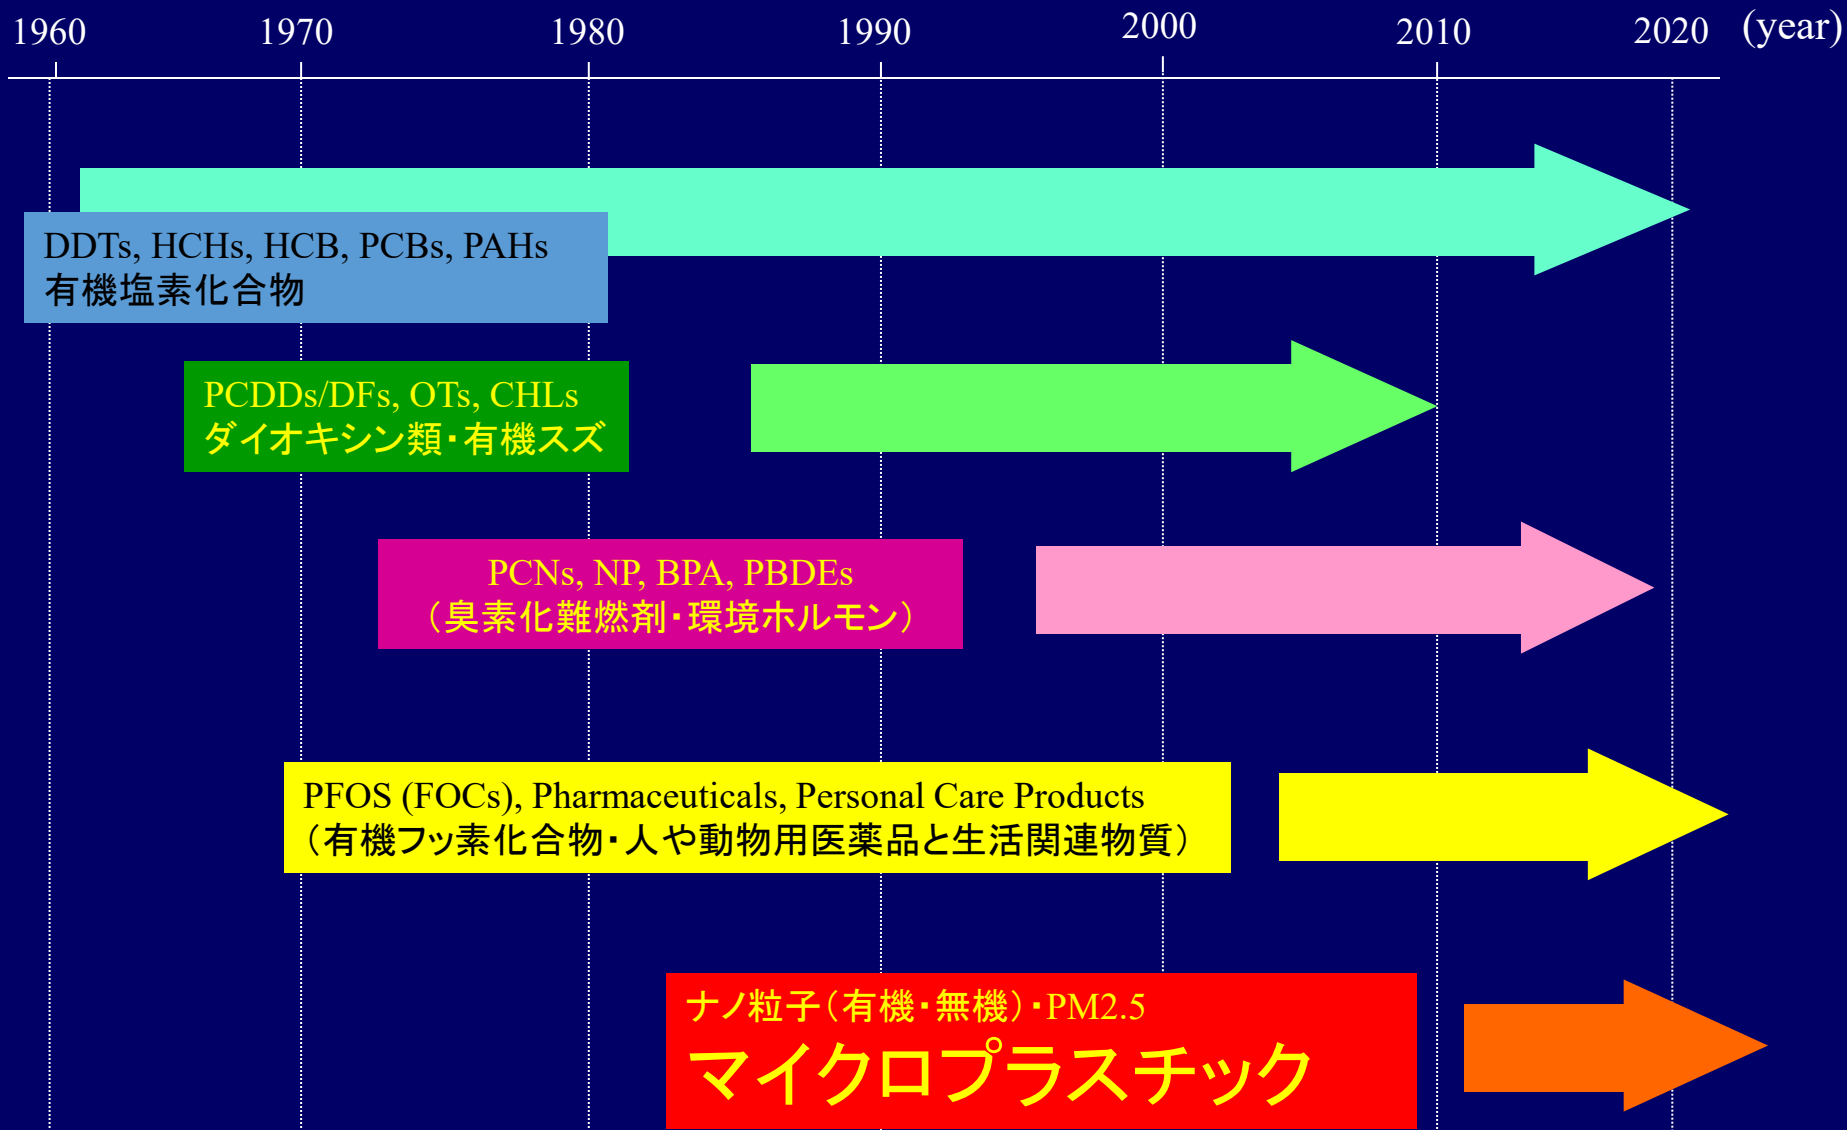 1960 1970 1980 1990 2000 2010 2020 (year)
DDTs, HCHs, HCB, PCBs, PAHs
有機塩素化合物
PCDDs/DFs, OTs, CHLs
ダイオキシン類・有機スズ
PCNs, NP, BPA, PBDEs
（臭素化難燃剤・環境ホルモン）
PFOS (FOCs), Pharmaceuticals, Personal Care Products
（有機フッ素化合物・人や動物用医薬品と生活関連物質）
ナノ粒子（有機・無機）・PM2.5
マイクロプラスチック